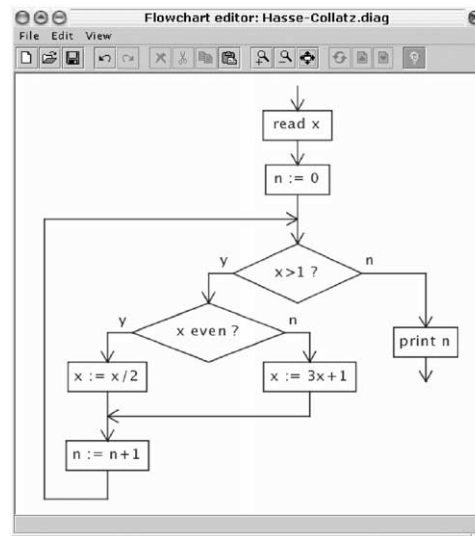 Flowchart editor: Hasse-Collatz.diag
File Edit View
read x
n := 0
x>1 ?
y
n
x even ?
y
n
print n
x := x/2
x := 3x+1
n := n+1